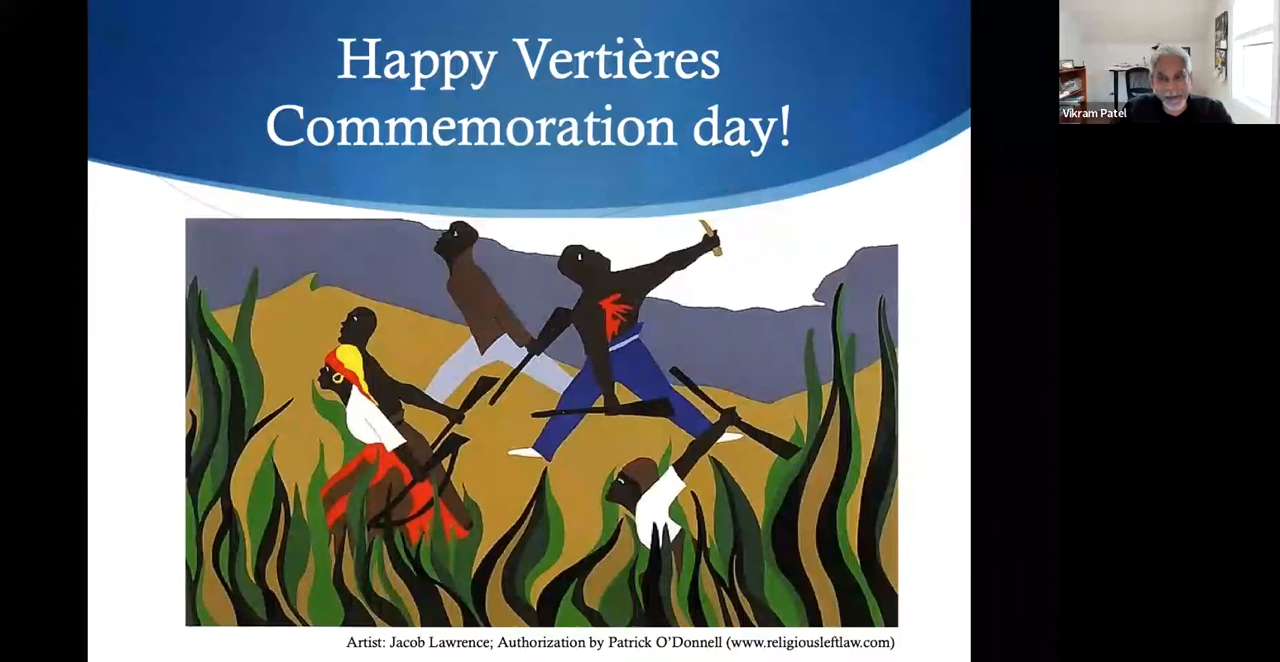 Happy Vertières
Commemoration day!
Vikram Patel
Artist: Jacob Lawrence; Authorization by Patrick O’Donnell (www.religiousleftlaw.com)